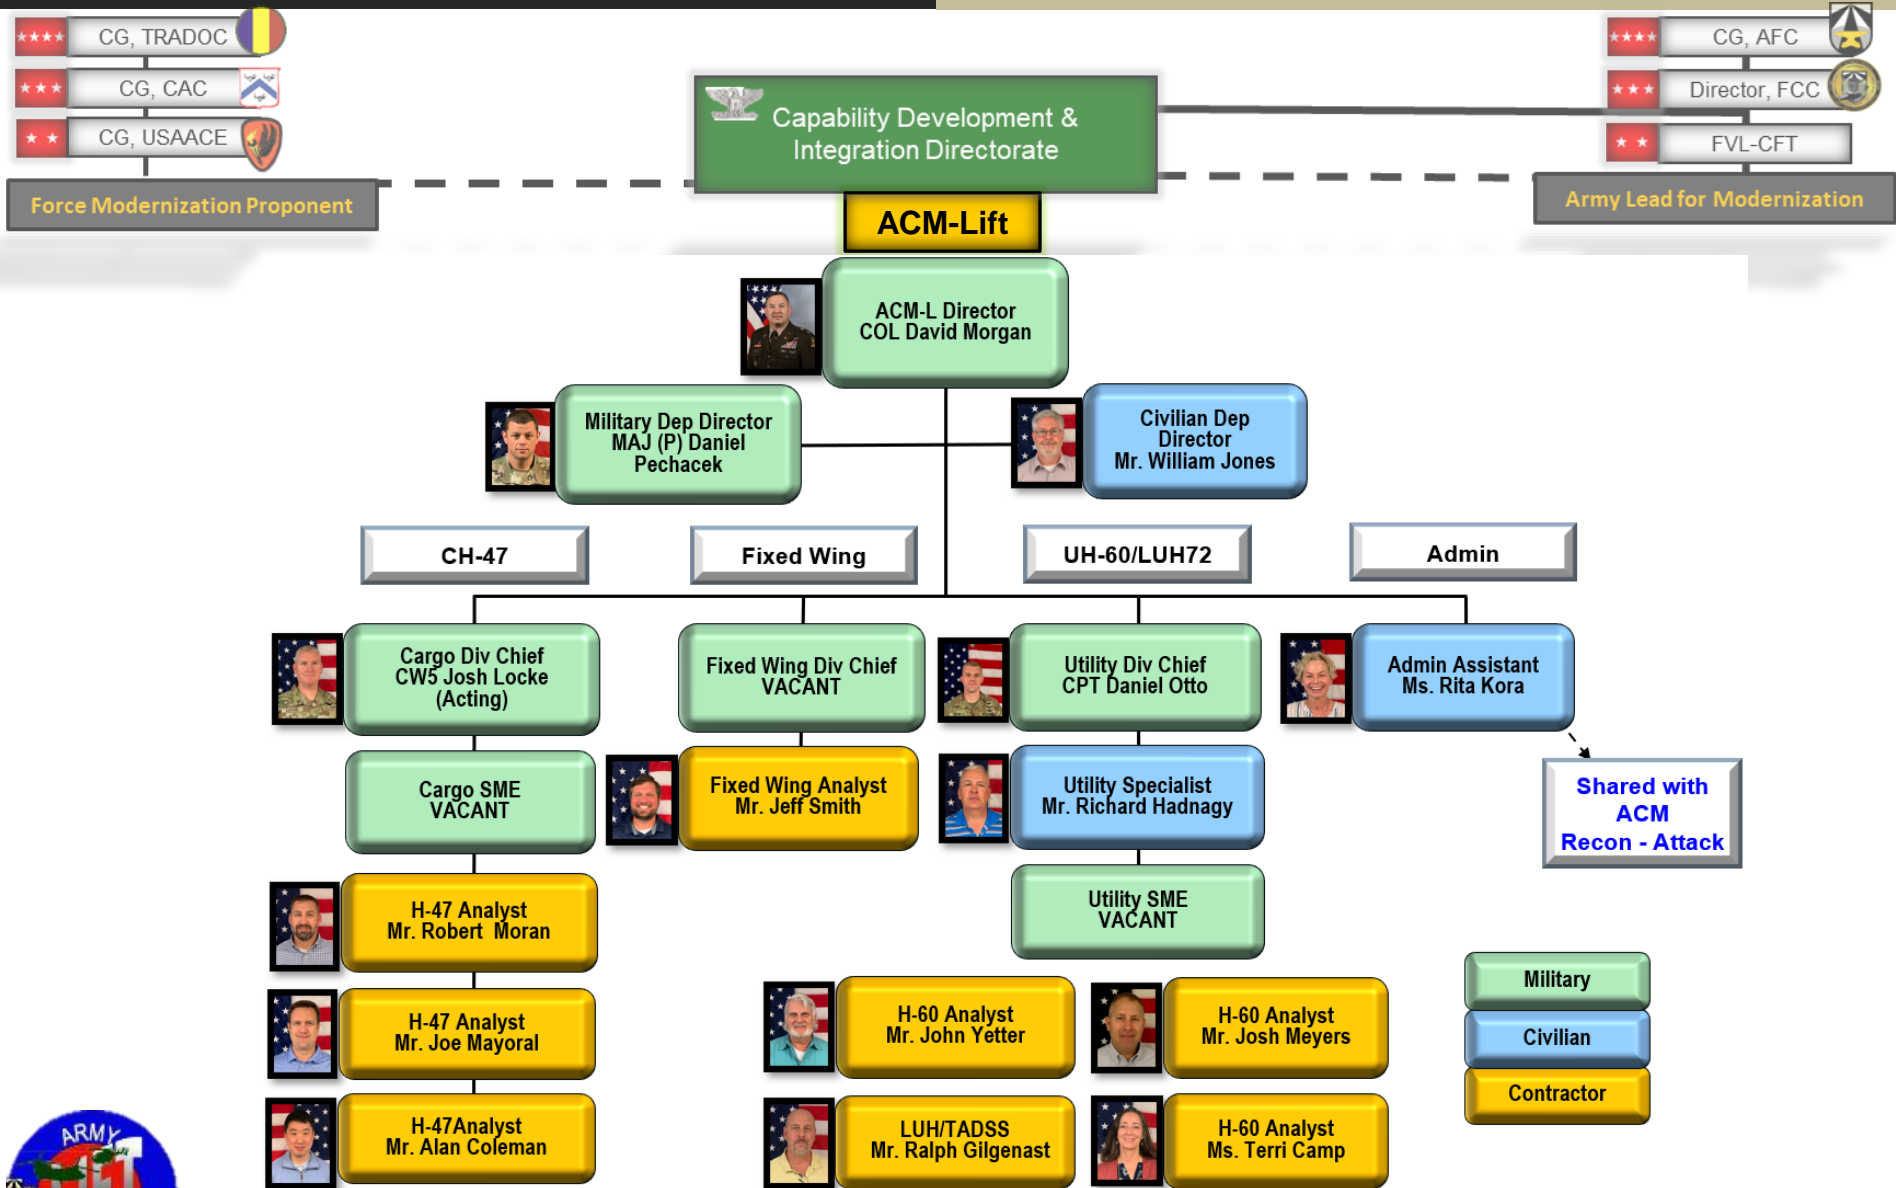 CG, TRADOC
CG, CAC
CG, USAACE
Force Modernization Proponent
Capability Development &
Integration Directorate
CG, AFC
Director, FCC
FVL-CFT
Army Lead for Modernization
ACM-Lift
ACM-L Director
COL David Morgan
Military Dep Director
MAJ (P) Daniel
Pechacek
Civilian Dep
Director
Mr. William Jones
CH-47
Fixed Wing
UH-60/LUH72
Admin
Cargo Div Chief
CW5 Josh Locke
(Acting)
Fixed Wing Div Chief
VACANT
Utility Div Chief
CPT Daniel Otto
Admin Assistant
Ms. Rita Kora
Cargo SME
VACANT
Fixed Wing Analyst
Mr. Jeff Smith
Utility Specialist
Mr. Richard Hadnagy
Shared with
ACM
Recon - Attack
H-47 Analyst
Mr. Robert Moran
Utility SME
VACANT
H-47 Analyst
Mr. Joe Mayoral
H-60 Analyst
Mr. John Yetter
H-60 Analyst
Mr. Josh Meyers
H-47Analyst
Mr. Alan Coleman
LUH/TADSS
Mr. Ralph Gilgenast
H-60 Analyst
Ms. Terri Camp
Military
Civilian
Contractor
ARMY